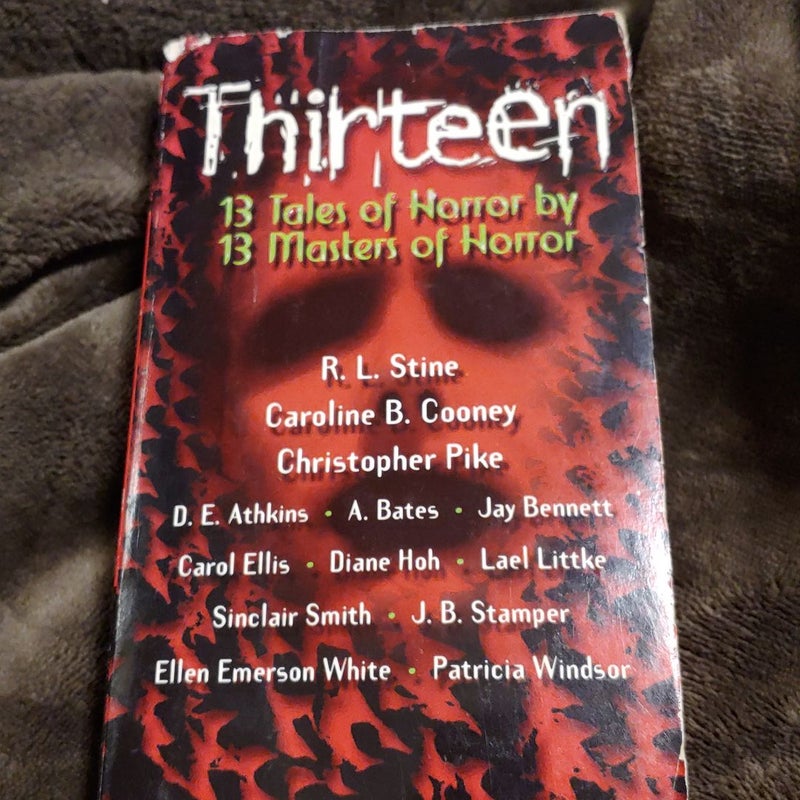 Thirteen
13 Tales of Horror by
13 Masters of Horror
R. L. Stine
Caroline B. Cooney
Christopher Pike
D. E. Athkins • A. Bates • Jay Bennett
Carol Ellis • Diane Hoh • Lael Littke
Sinclair Smith • J. B. Stamper
Ellen Emerson White • Patricia Windsor